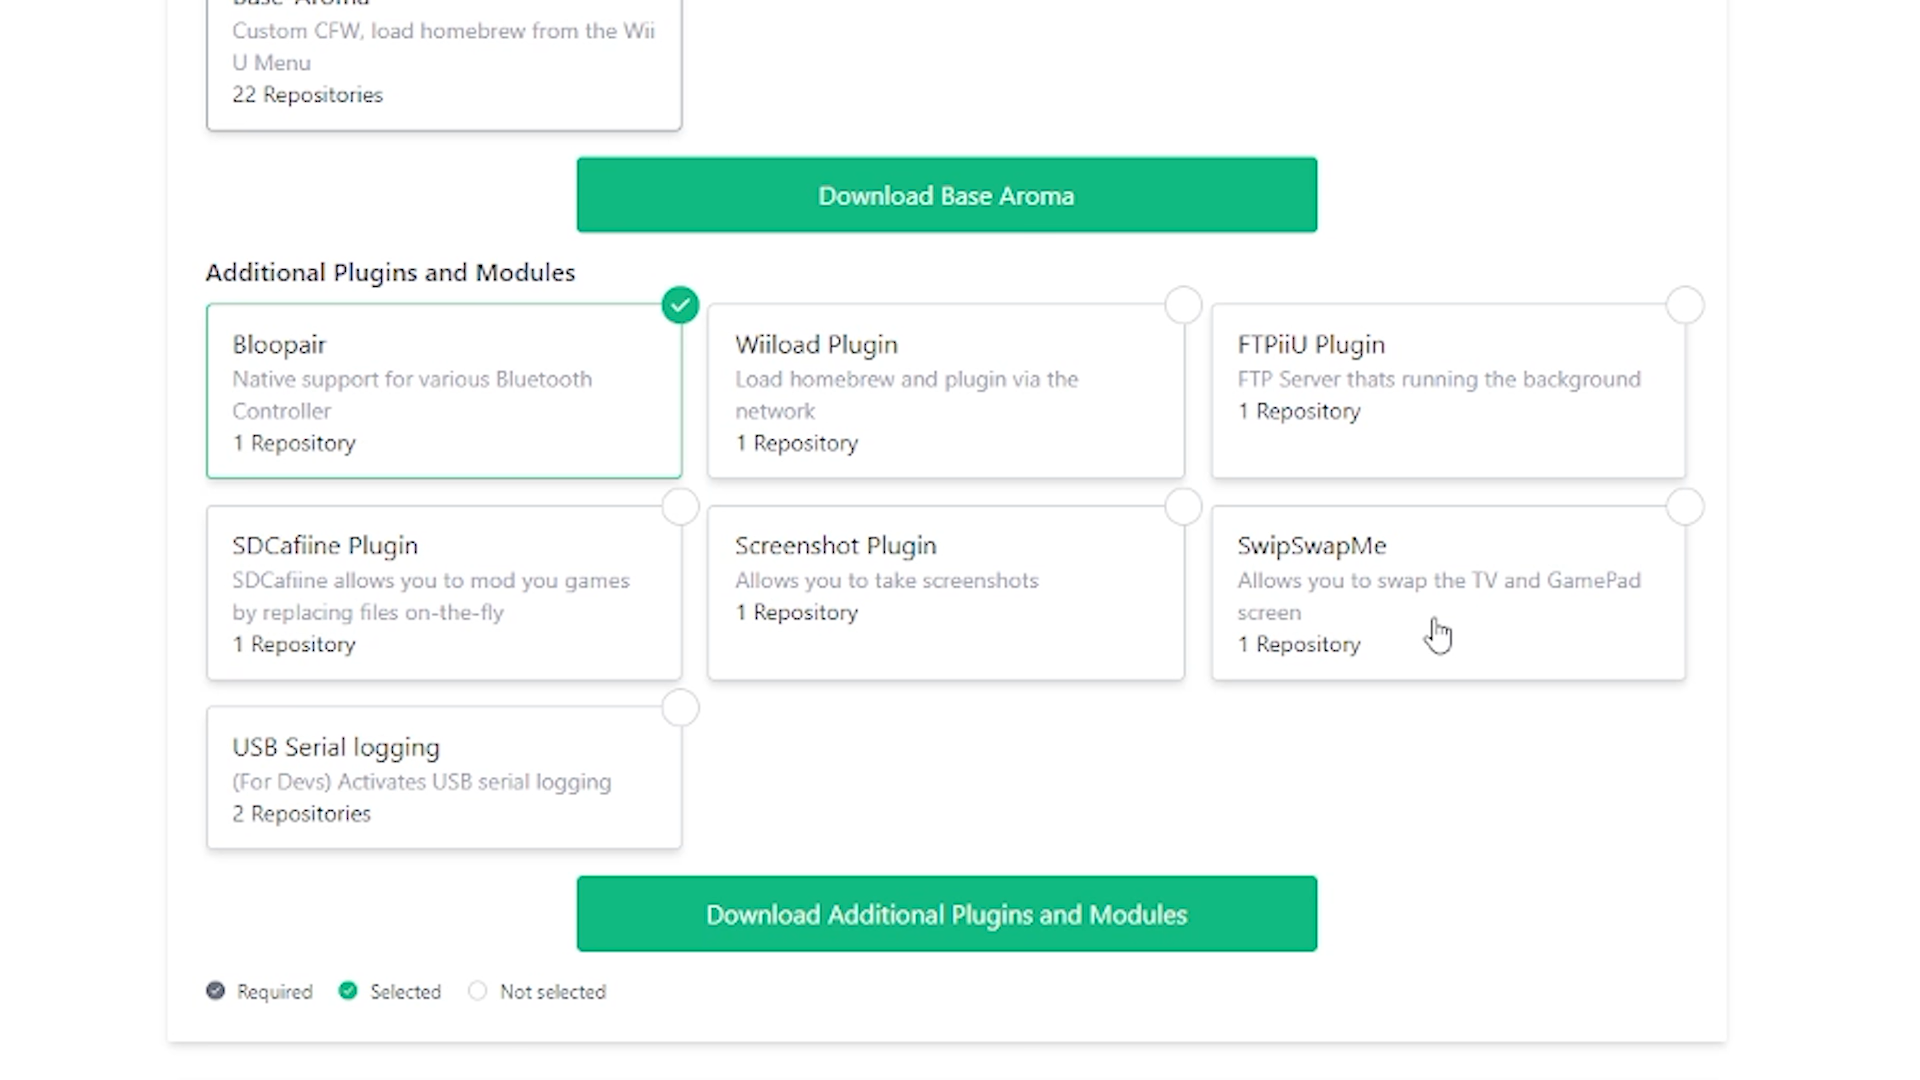 Base-Aroma
Custom CFW, load homebrew from the Wii
U Menu
22 Repositories
Download Base Aroma
Additional Plugins and Modules
Bloopair
Native support for various Bluetooth
Controller
1 Repository
Wiiload Plugin
Load homebrew and plugin via the
network
1 Repository
FTPiiU Plugin
FTP Server thats running the background
1 Repository
SDCafiine Plugin
SDCafiine allows you to mod you games
by replacing files on-the-fly
1 Repository
Screenshot Plugin
Allows you to take screenshots
1 Repository
SwipSwapMe
Allows you to swap the TV and GamePad
screen
1 Repository
USB Serial logging
(For Devs) Activates USB serial logging
2 Repositories
Download Additional Plugins and Modules
Required Selected Not selected